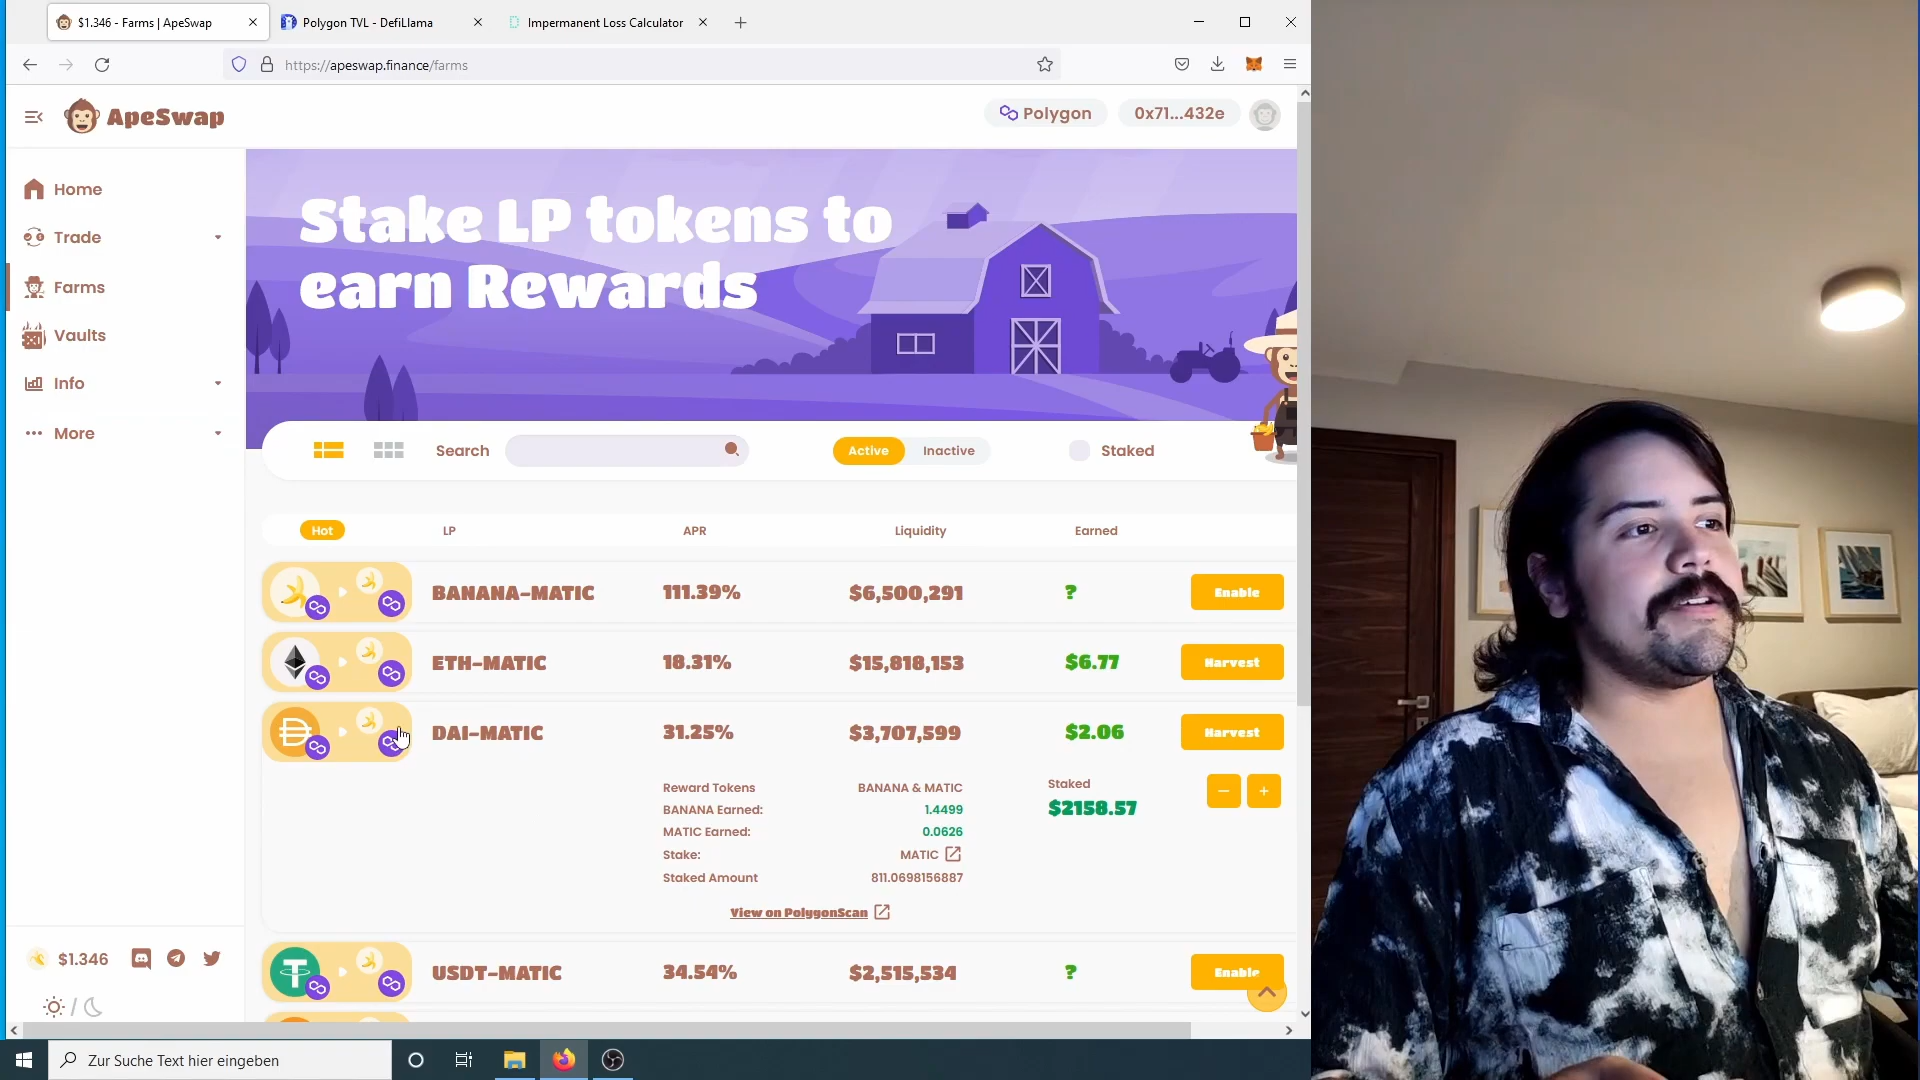 $1.346 - Farms | ApeSwap
Polygon TVL - DefiLlama
Impermanent Loss Calculator
https://apeswap.finance/farms
ApeSwap
Polygon
0x71...432e
Home
Trade
Farms
Vaults
Info
More
Stake LP tokens to
earn Rewards
Search
Active
Inactive
Staked
Hot
LP
APR
Liquidity
Earned
BANANA-MATIC
111.39%
$6,500,291
?
Enable
ETH-MATIC
18.31%
$15,818,153
$6.77
Harvest
DAI-MATIC
31.25%
$3,707,599
$2.06
Harvest
Reward Tokens
BANANA & MATIC
BANANA Earned:
1.4499
MATIC Earned:
0.0626
Stake:
MATIC
Staked Amount
811.0698156887
View on PolygonScan
Staked
$2158.57
- +
USDT-MATIC
34.54%
$2,515,534
?
Enable
$1.346
/
Zur Suche Text hier eingeben